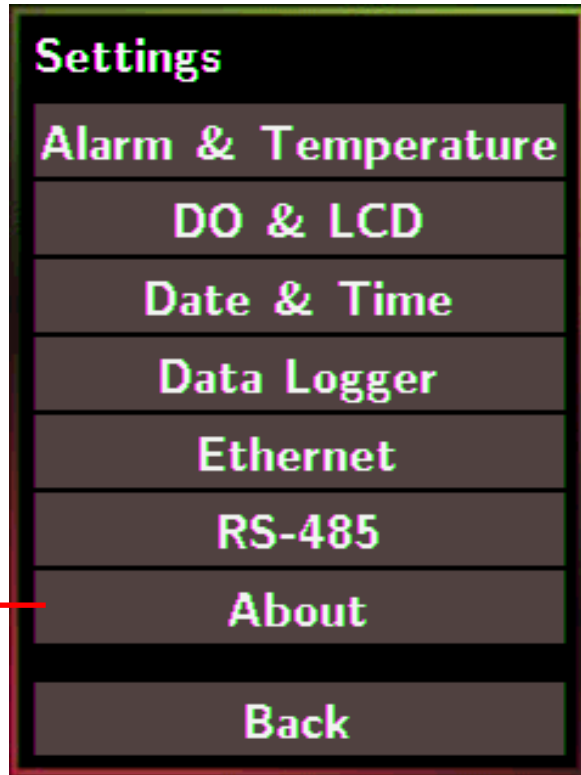 Settings
Alarm & Temperature
DO & LCD
Date & Time
Data Logger
Ethernet
RS-485
About
Back